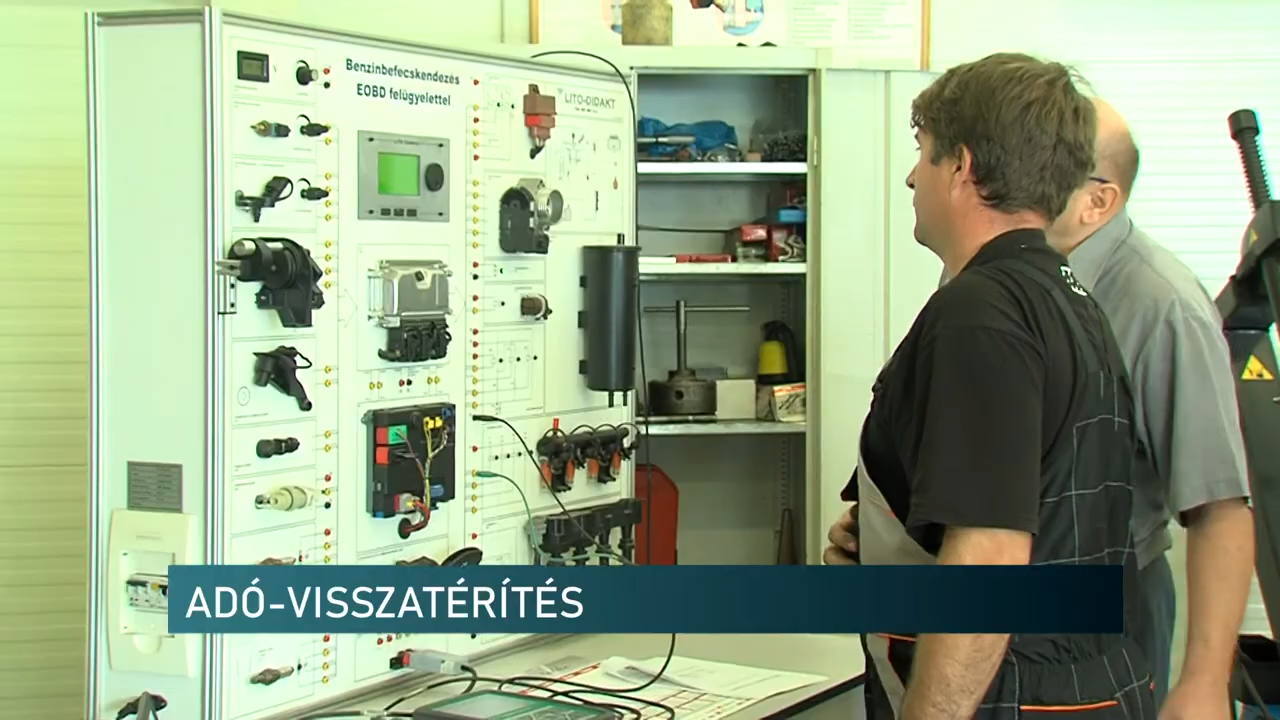 Benzinbefecskendezés
EOBD felügyelettel
LITO-DIDAKT
ADÓ-VISSZATÉRÍTÉS